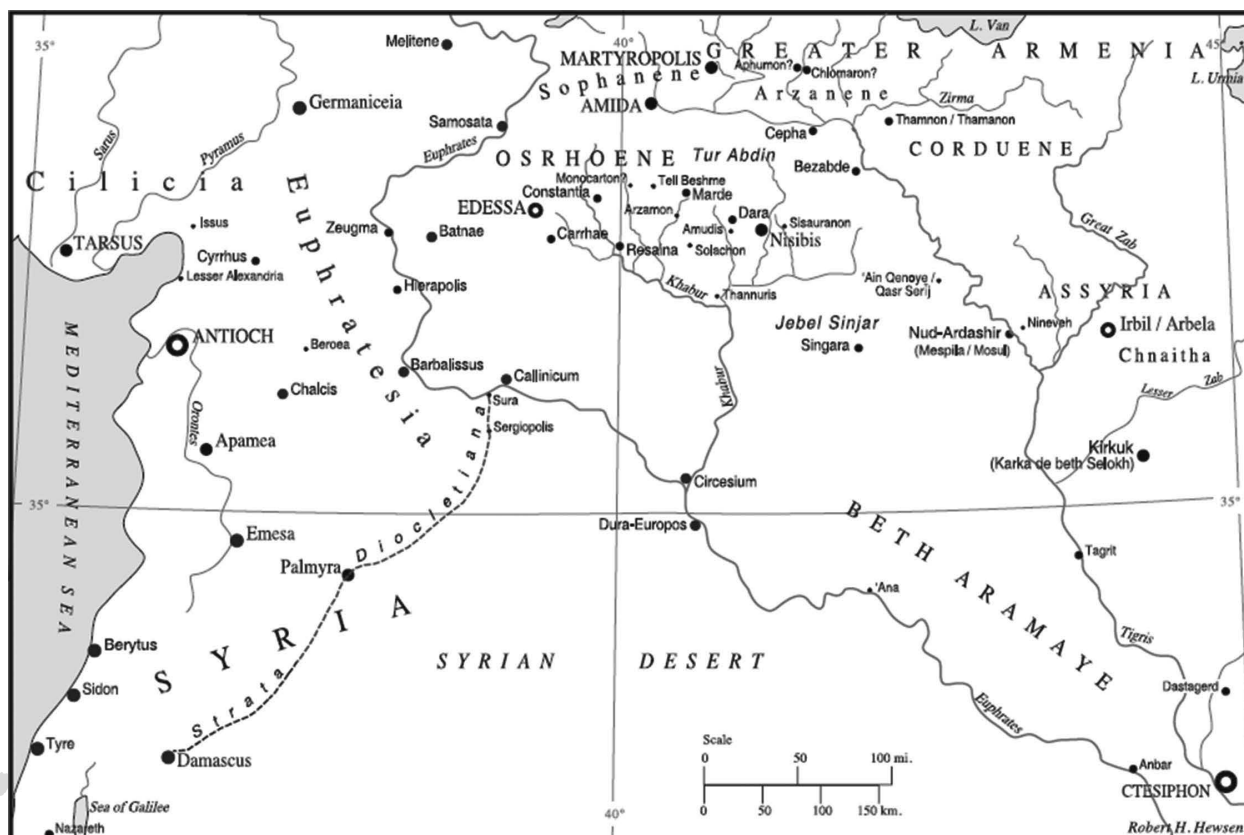 35°
40°
45°
L. Van
L. Urmia
Melitene
MARTYROPOLIS
GREATER ARMENIA
Aphumon?
Chlomaron?
Sophanene
Arzanene
AMIDA
Zirma
Germaniceia
Samosata
Euphrates
Cepha
Thamnon / Thamanon
Sarus
Pyramus
OSRHOENE
Tur Abdin
Bezabde
CORDUENE
Cilicia
Euphratesia
Monocarton?
Tell Beshme
Constantia
Marde
EDESSA
Arzamon
Dara
Amudis
Sisauranon
Nisibis
Issus
Zeugma
Batnae
Carrhae
Resaina
Solachon
Great Zab
TARSUS
Cyrrhus
Lesser Alexandria
Hierapolis
Khabur
Thannuris
'Ain Qenoye /
Qasr Serij
ASSYRIA
MEDITERRANEAN SEA
ANTIOCH
Beroea
Jebel Sinjar
Singara
Nud-Ardashir
(Mespila / Mosul)
Nineveh
Irbil / Arbela
Chnaitha
Barbalissus
Callinicum
Khabur
Lesser Zab
Chalcis
Sura
Orontes
Sergiopolis
Apamea
Kirkuk
(Karka de beth Selokh)
Circesium
35°
35°
Dura-Europos
BETH ARAMAYE
Emesa
Strata Diocletiana
Tagrit
Palmyra
'Ana
SYRIA
Berytus
Tigris
SYRIAN DESERT
Sidon
Dastagerd
Euphrates
Tyre
Damascus
Scale
0 50 100 mi.
0 50 100 150 km.
Anbar
CTESIPHON
Sea of Galilee
Nazareth
40°
Robert H. Hewsen